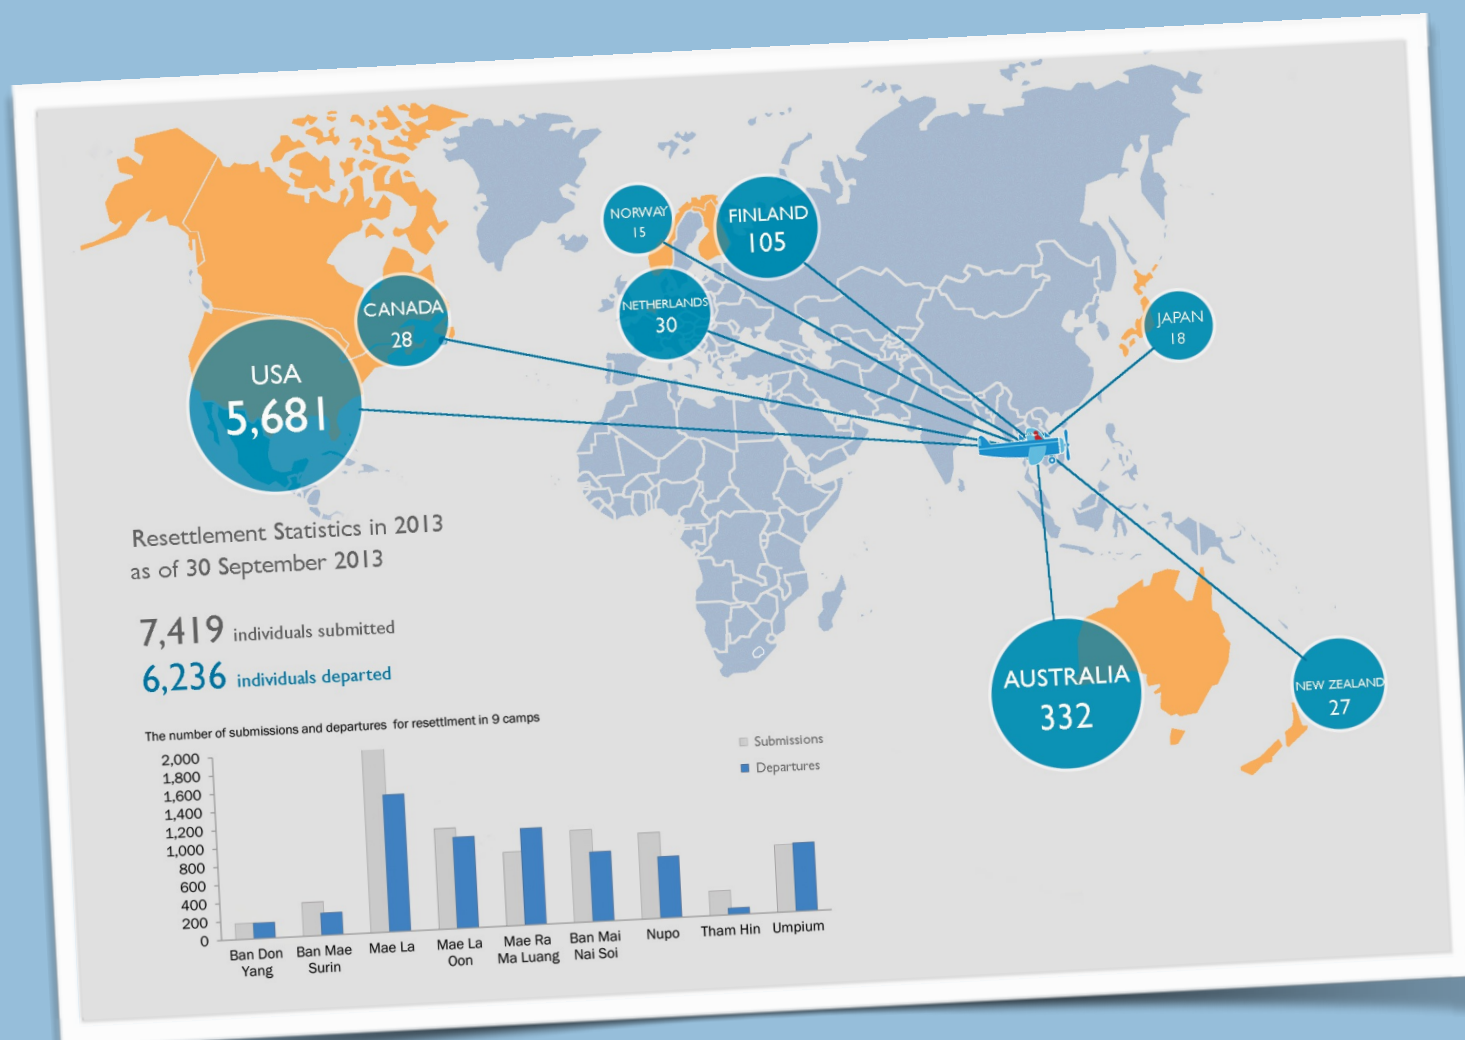 NORWAY
15
FINLAND
105
CANADA
28
NETHERLANDS
30
JAPAN
18
USA
5,681
Resettlement Statistics in 2013
as of 30 September 2013
7,419 individuals submitted
6,236 individuals departed
AUSTRALIA
332
NEW ZEALAND
27
The number of submissions and departures for resettlment in 9 camps
Submissions
Departures
2,000
1,800
1,600
1,400
1,200
1,000
800
600
400
200
0
Ban Don
Yang
Ban Mae
Surin
Mae La
Mae La
Oon
Mae Ra
Ma Luang
Ban Mai
Nai Soi
Nupo
Tham Hin
Umpium